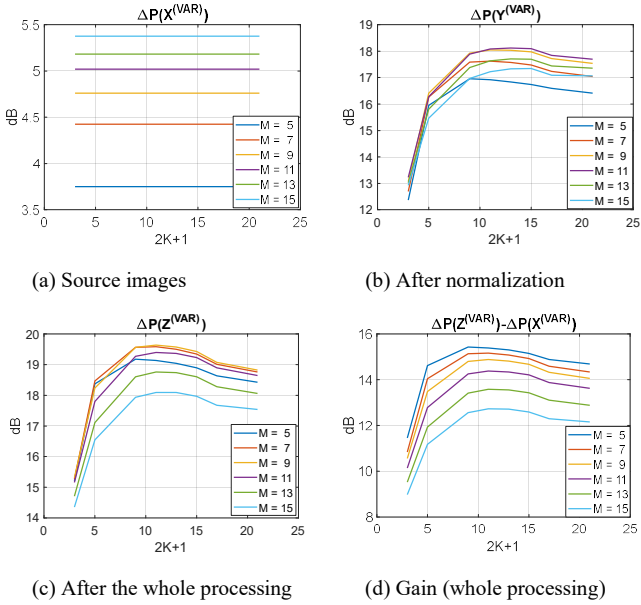 ΔP(X^(VAR))
5.5
5
4.5
4
3.5
dB
0 5 10 15 20 25
2K+1
M = 5
M = 7
M = 9
M = 11
M = 13
M = 15
(a) Source images
ΔP(Y^(VAR))
19
18
17
16
15
14
13
12
dB
0 5 10 15 20 25
2K+1
M = 5
M = 7
M = 9
M = 11
M = 13
M = 15
(b) After normalization
ΔP(Z^(VAR))
20
19
18
17
16
15
14
dB
0 5 10 15 20 25
2K+1
M = 5
M = 7
M = 9
M = 11
M = 13
M = 15
(c) After the whole processing
ΔP(Z^(VAR))-ΔP(X^(VAR))
16
14
12
10
8
dB
0 5 10 15 20 25
2K+1
M = 5
M = 7
M = 9
M = 11
M = 13
M = 15
(d) Gain (whole processing)